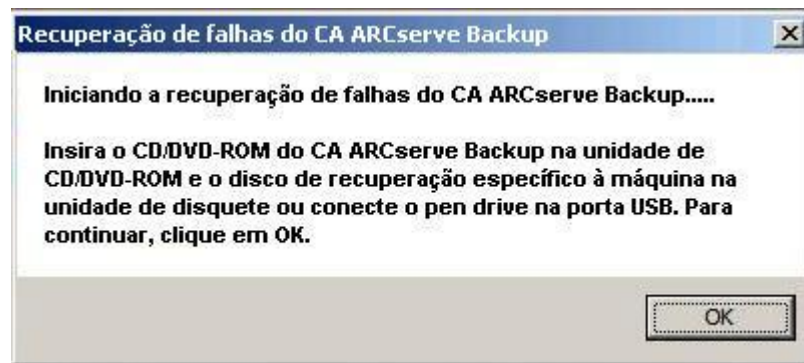 Recuperação de falhas do CA ARCserve Backup
Iniciando a recuperação de falhas do CA ARCserve Backup.....
Insira o CD/DVD-ROM do CA ARCserve Backup na unidade de
CD/DVD-ROM e o disco de recuperação específico à máquina na
unidade de disquete ou conecte o pen drive na porta USB. Para
continuar, clique em OK.
OK